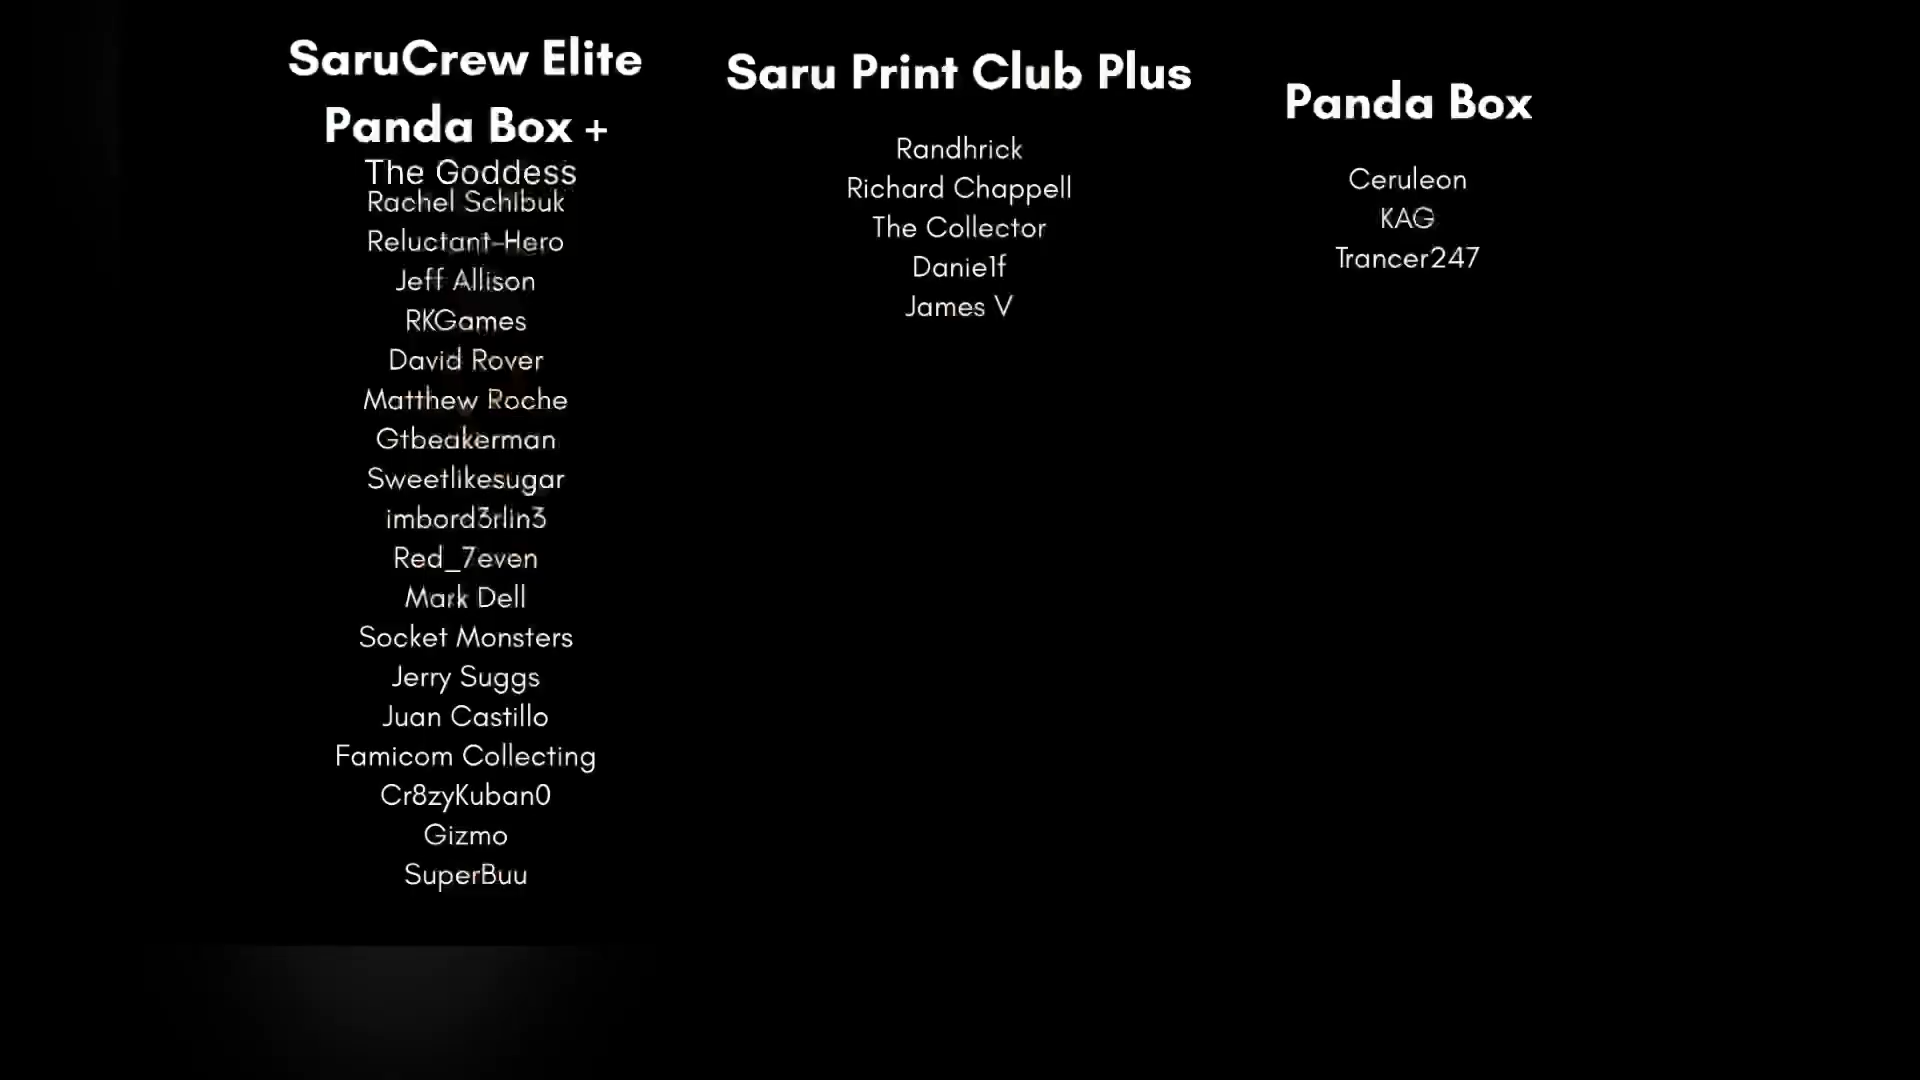 SaruCrew Elite
Panda Box +
The Goddess
Rachel Schlbuk
Reluctant-Hero
Jeff Allison
RKGames
David Rover
Matthew Roche
Gtbeakerman
Sweetlikesugar
imbord3rlin3
Red_7even
Mark Dell
Socket Monsters
Jerry Suggs
Juan Castillo
Famicom Collecting
Cr8zyKuban0
Gizmo
SuperBuu
Saru Print Club Plus
Randhrick
Richard Chappell
The Collector
Danie1f
James V
Panda Box
Ceruleon
KAG
Trancer247